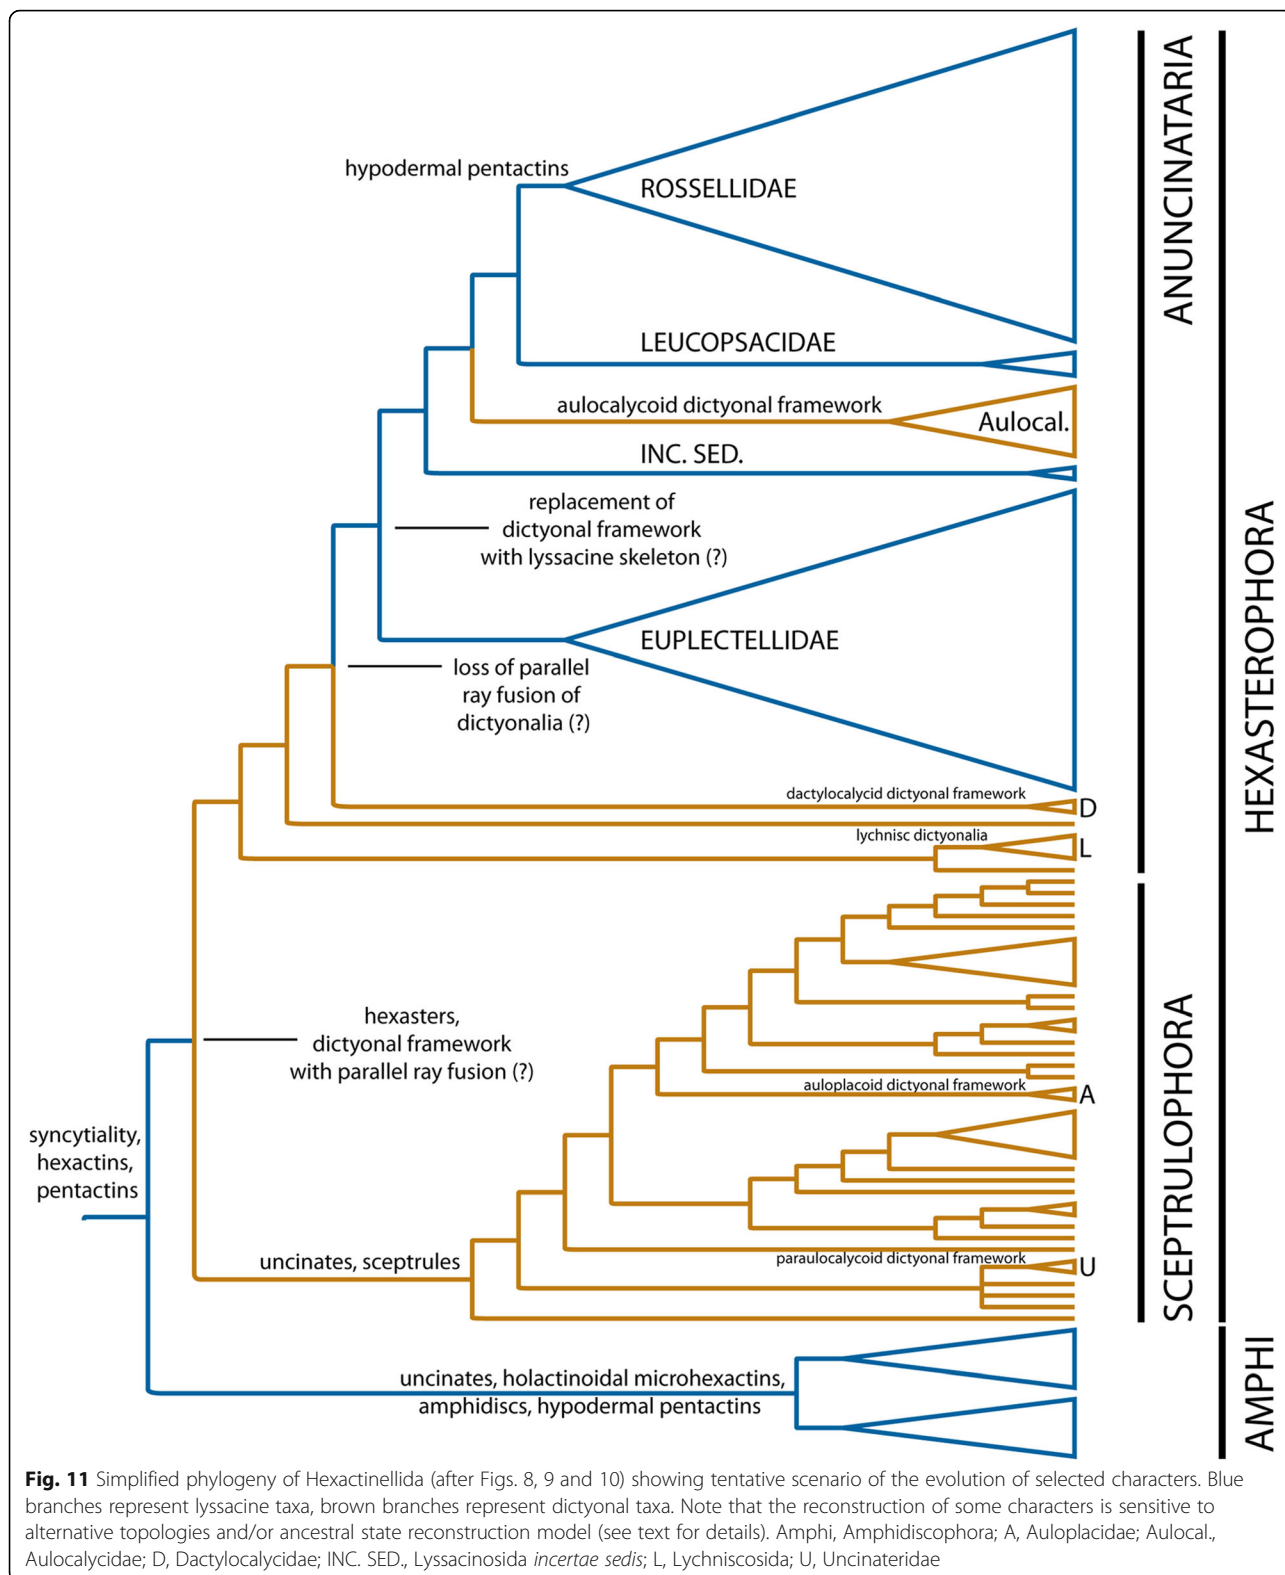 hypodermal pentactins
ROSSELLIDAE
ANUNCINATARIA
LEUCOPSACIDAE
aulocalycoid dictyonal framework
Aulocal.
INC. SED.
replacement of
dictyonal framework
with lyssacine skeleton (?)
EUPLECTELLIDAE
HEXASTEROPHORA
loss of parallel
ray fusion of
dictyonalia (?)
dactylocalycid dictyonal framework
D
lychnisc dictyonalia
L
hexasters,
dictyonal framework
with parallel ray fusion (?)
auloplacoid dictyonal framework
A
SCEPTRULOPHORA
syncytiality,
hexactins,
pentactins
uncinates, sceptrules
paraulocalycoid dictyonal framework
U
uncinates, holactinoidal microhexactins,
amphidiscs, hypodermal pentactins
AMPHI
Fig. 11 Simplified phylogeny of Hexactinellida (after Figs. 8, 9 and 10) showing tentative scenario of the evolution of selected characters. Blue
branches represent lyssacine taxa, brown branches represent dictyonal taxa. Note that the reconstruction of some characters is sensitive to
alternative topologies and/or ancestral state reconstruction model (see text for details). Amphi, Amphidiscophora; A, Auloplacidae; Aulocal.,
Aulocalycidae; D, Dactylocalycidae; INC. SED., Lyssacinosida incertae sedis; L, Lychniscosida; U, Uncinateridae